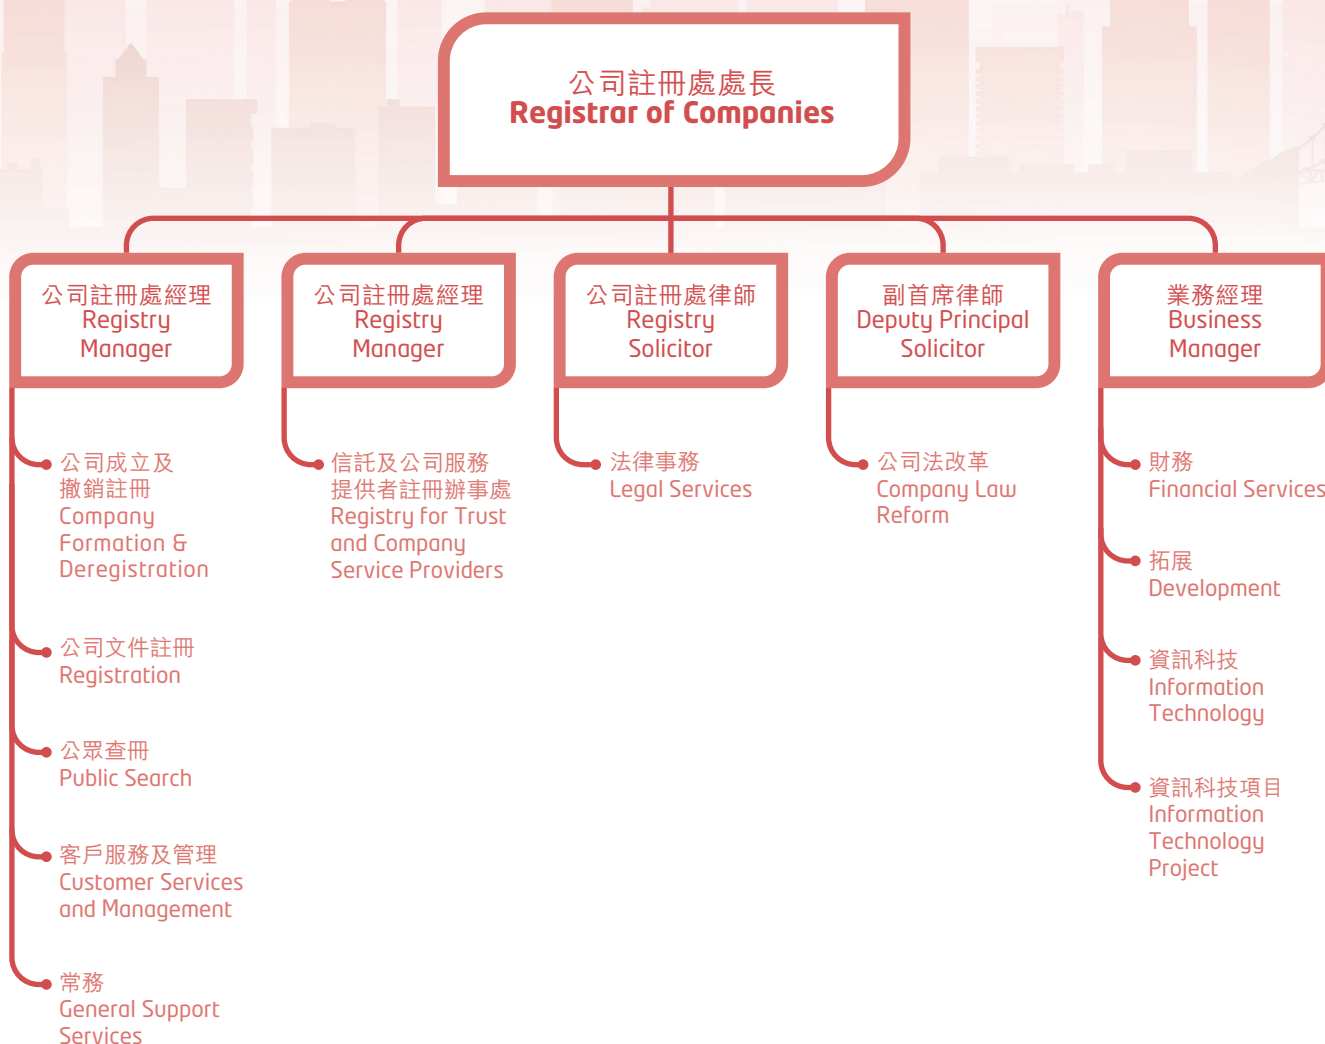 公司註冊處處長
Registrar of Companies
公司註冊處經理
Registry
Manager
公司註冊處經理
Registry
Manager
公司註冊處律師
Registry
Solicitor
副首席律師
Deputy Principal
Solicitor
業務經理
Business
Manager
公司成立及
撤銷註冊
Company
Formation &
Deregistration
公司文件註冊
Registration
公眾查冊
Public Search
客戶服務及管理
Customer Services
and Management
常務
General Support
Services
信託及公司服務
提供者註冊辦事處
Registry for Trust
and Company
Service Providers
法律事務
Legal Services
公司法改革
Company Law
Reform
財務
Financial Services
拓展
Development
資訊科技
Information
Technology
資訊科技項目
Information
Technology
Project